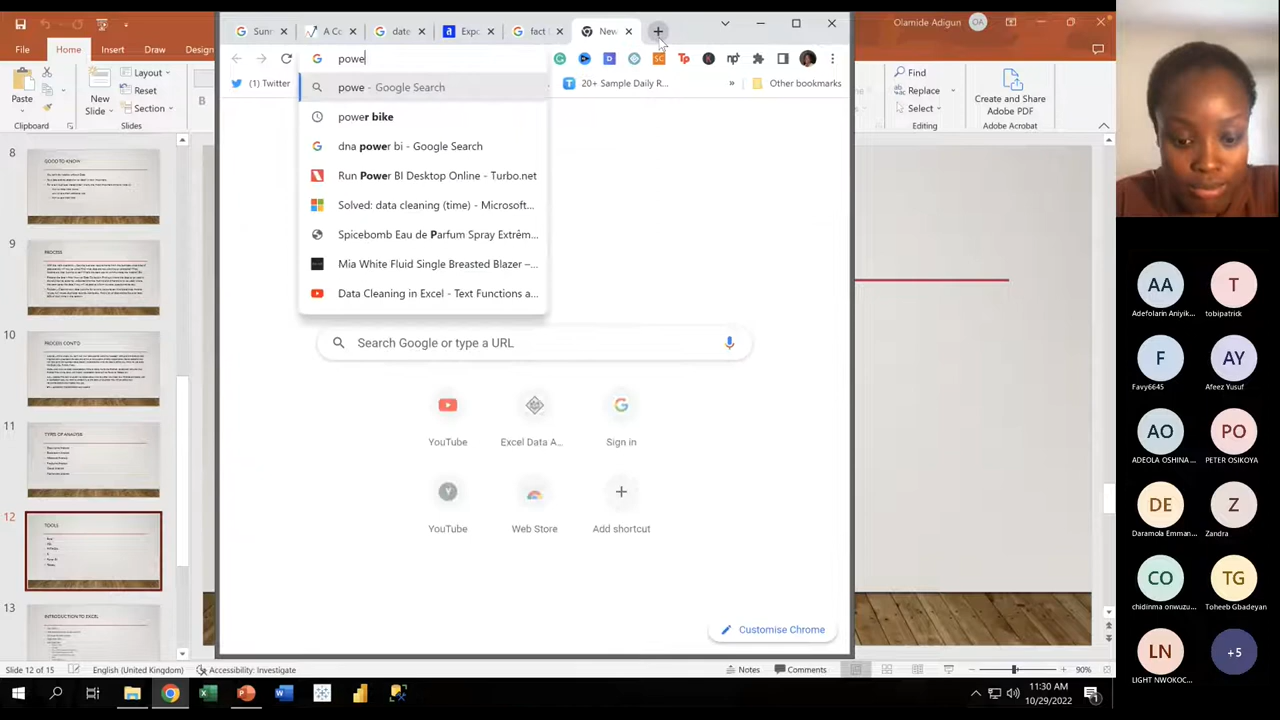 Olamide Adigun
OA
File
Home
Insert
Draw
Design
Paste
Clipboard
New
Slide
Layout
Reset
Section
Slides
B
Find
Replace
Select
Editing
Create and Share
Adobe PDF
Adobe Acrobat
Sunr
A Co
date
a
Expo
fact
New
powe
(1) Twitter
20+ Sample Daily R...
»
Other bookmarks
powe - Google Search
power bike
dna power bi - Google Search
Run Power BI Desktop Online - Turbo.net
Solved: data cleaning (time) - Microsoft...
Spicebomb Eau de Parfum Spray Extrêm...
Mia White Fluid Single Breasted Blazer –...
Data Cleaning in Excel - Text Functions a...
Search Google or type a URL
YouTube
Excel Data A...
Sign in
YouTube
Web Store
Add shortcut
Customise Chrome
8
GOOD TO KNOW
9
PROCESS
10
PROCESS CONT'D
11
TYPES OF ANALYSIS
12
TOOLS
13
INTRODUCTION TO EXCEL
AA
Adefolarin Aniyik...
T
tobipatrick
F
Favy6645
AY
Afeez Yusuf
AO
ADEOLA OSHINA ...
PO
PETER OSIKOYA
DE
Daramola Emman...
Z
Zandra
CO
chidinma onwuzu...
TG
Toheeb Gbadeyan
LN
LIGHT NWOKOC...
+5
Slide 12 of 15
English (United Kingdom)
Accessibility: Investigate
Notes
Comments
90%
11:30 AM
10/29/2022
1